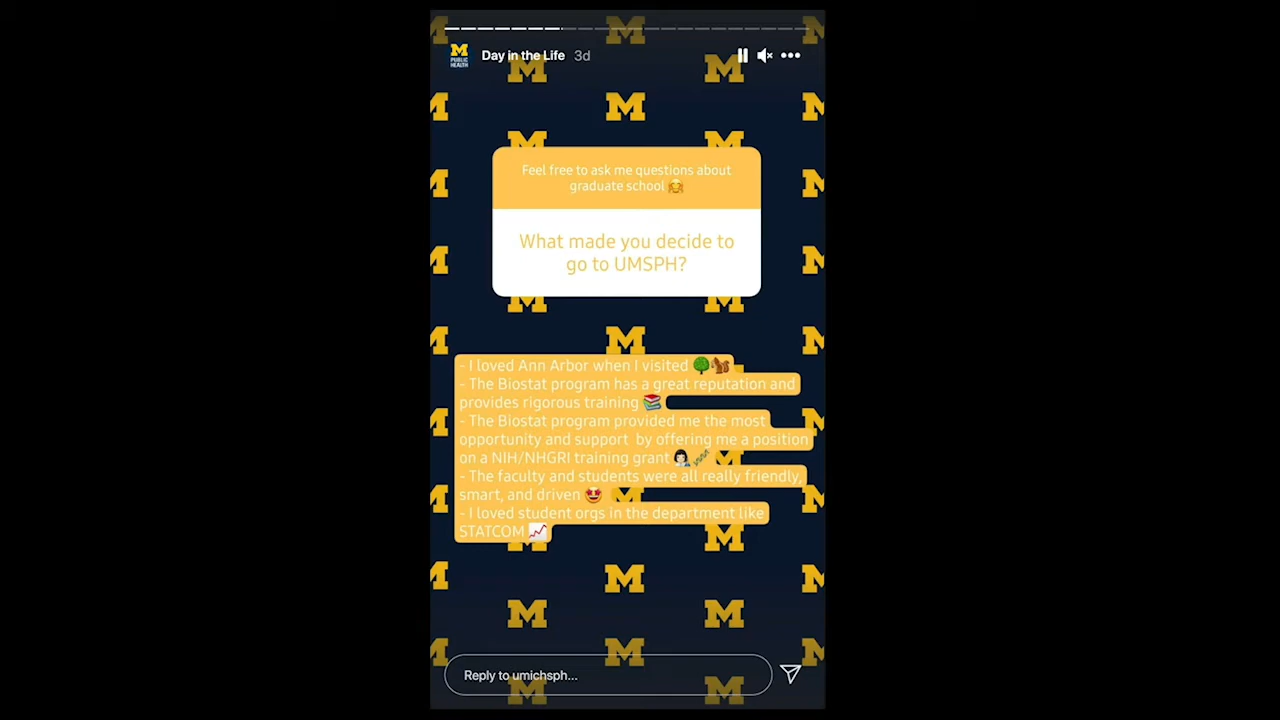 M
PUBLIC
HEALTH
Day in the Life 3d
Feel free to ask me questions about
graduate school 🤗
What made you decide to
go to UMSPH?
- I loved Ann Arbor when I visited 🌳🐿️
- The Biostat program has a great reputation and
provides rigorous training 📚
- The Biostat program provided me the most
opportunity and support by offering me a position
on a NIH/NHGRI training grant 👩🏻‍🔬🧬
- The faculty and students were all really friendly,
smart, and driven 🤩
- I loved student orgs in the department like
STATCOM 📈
Reply to umichsph...